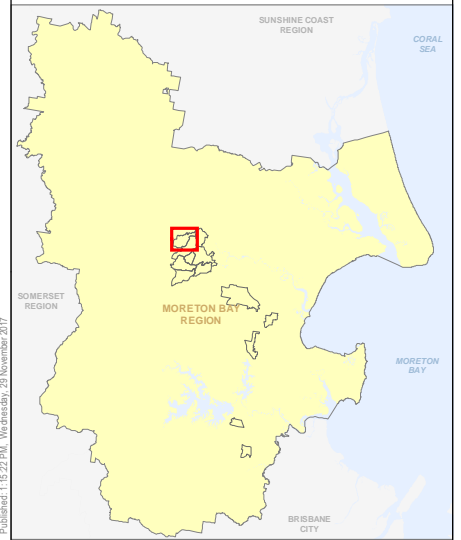 SUNSHINE COAST
REGION
CORAL
SEA
SOMERSET
REGION
MORETON BAY
REGION
MORETON
BAY
BRISBANE
CITY
Published: 1:15:22 PM, Wednesday, 29 November 2017